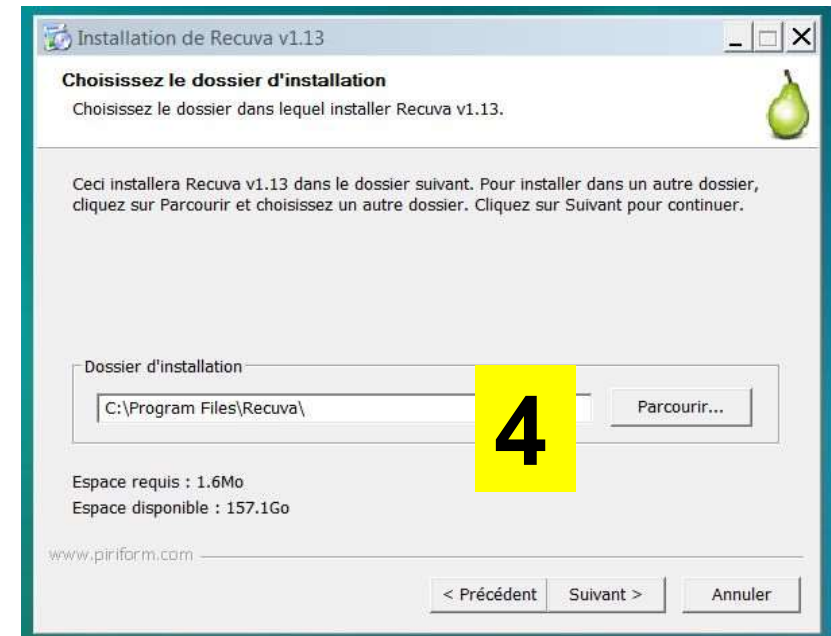 Installation de Recuva v1.13
Choisissez le dossier d'installation
Choisissez le dossier dans lequel installer Recuva v1.13.
Ceci installera Recuva v1.13 dans le dossier suivant. Pour installer dans un autre dossier,
cliquez sur Parcourir et choisissez un autre dossier. Cliquez sur Suivant pour continuer.
Dossier d'installation
C:\Program Files\Recuva\
4
Parcourir...
Espace requis : 1.6Mo
Espace disponible : 157.1Go
www.piriform.com
< Précédent
Suivant >
Annuler